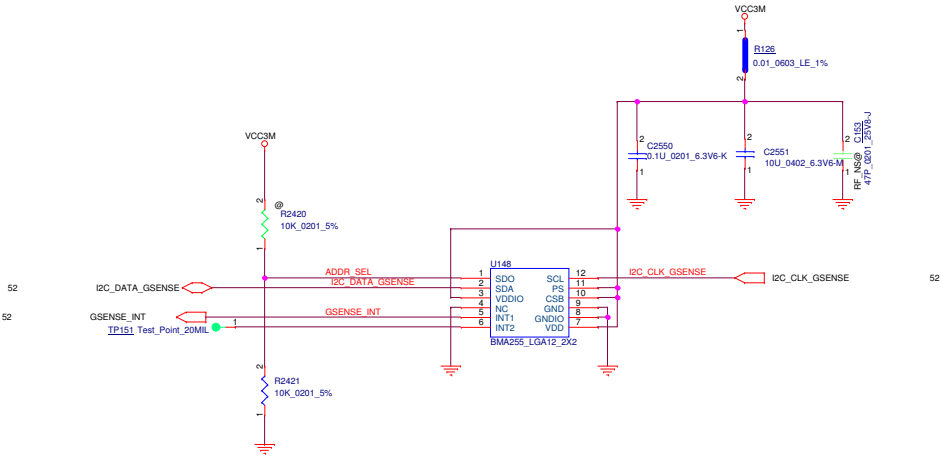 VCC3M
1
R126
0.01_0603_LE_1%
2
2
C2550
0.1U_0201_6.3V6-K
1
2
C2551
10U_0402_6.3V6-M
1
2
1
RF_NS@
C153
47P_0201_25V8-J
VCC3M
2
@
R2420
10K_0201_5%
1
U148
ADDR_SEL
1 SDO
SCL 12
I2C_CLK_GSENSE
I2C_CLK_GSENSE
52
52
I2C_DATA_GSENSE
I2C_DATA_GSENSE
2 SDA
PS 11
3 VDDIO
CSB 10
4 NC
GND 9
52
GSENSE_INT
GSENSE_INT
5 INT1
GNDIO 8
TP151 Test_Point_20MIL
1
6 INT2
VDD 7
BMA255_LGA12_2X2
2
R2421
10K_0201_5%
1